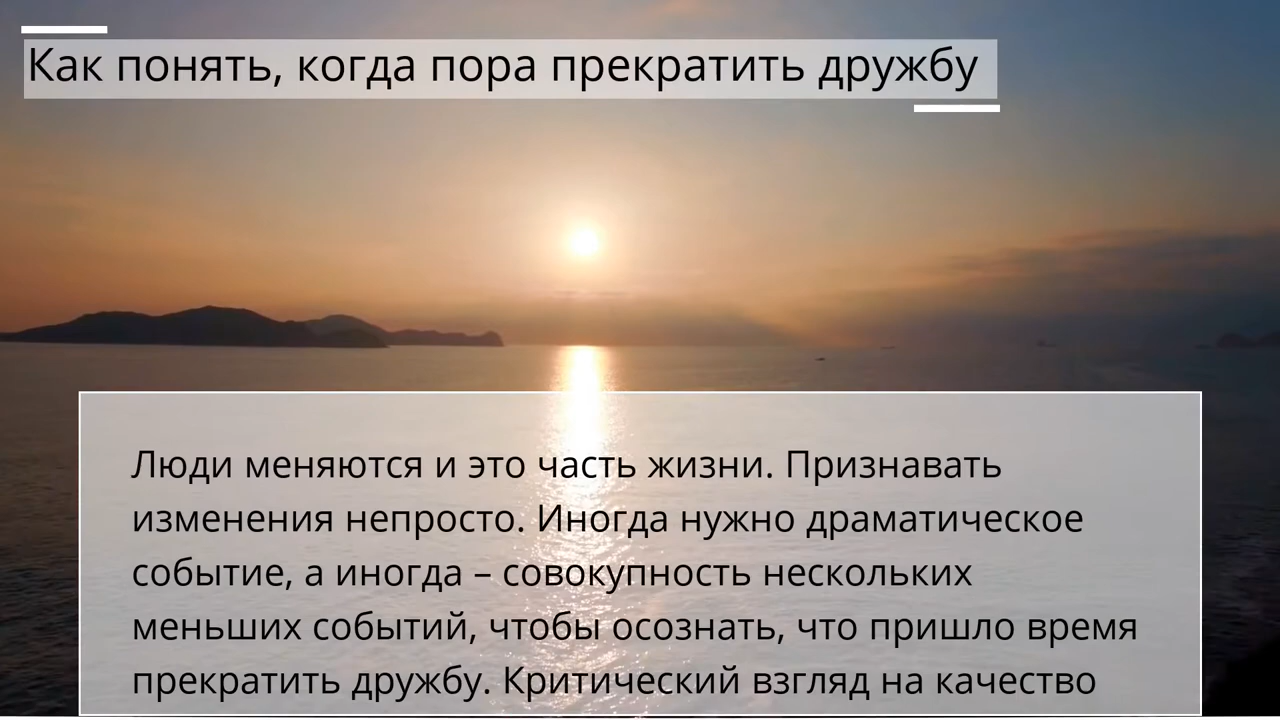 Как понять, когда пора прекратить дружбу
Люди меняются и это часть жизни. Признавать
изменения непросто. Иногда нужно драматическое
событие, а иногда – совокупность нескольких
меньших событий, чтобы осознать, что пришло время
прекратить дружбу. Критический взгляд на качество